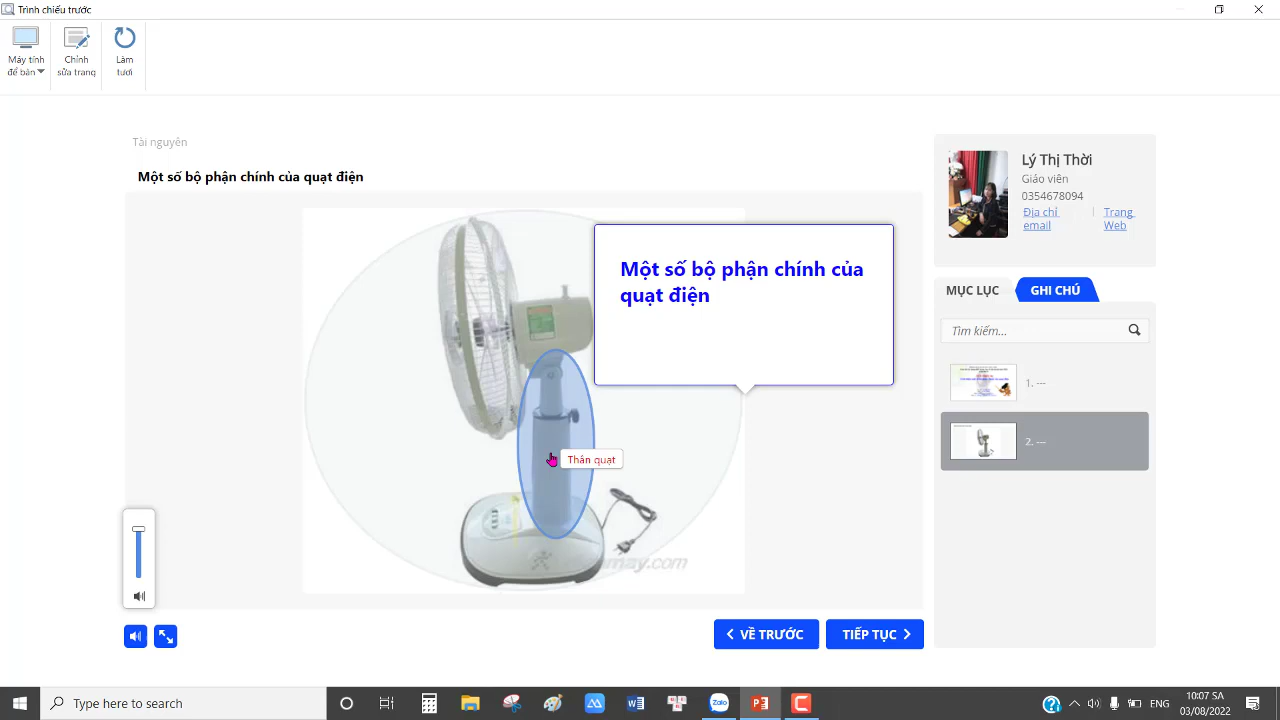 Trình chiếu trước
Máy tính
để bàn
Chỉnh
sửa trang
Làm
tươi
Tài nguyên
Một số bộ phận chính của quạt điện
Một số bộ phận chính của
quạt điện
Thân quạt
may.com
Lý Thị Thời
Giáo viên
0354678094
Địa chỉ
email
Trang
Web
MỤC LỤC
GHI CHÚ
Tìm kiếm...
1. ---
2. ---
VỀ TRƯỚC
TIẾP TỤC
Type here to search
Zalo
ENG
10:07 SA
03/08/2022